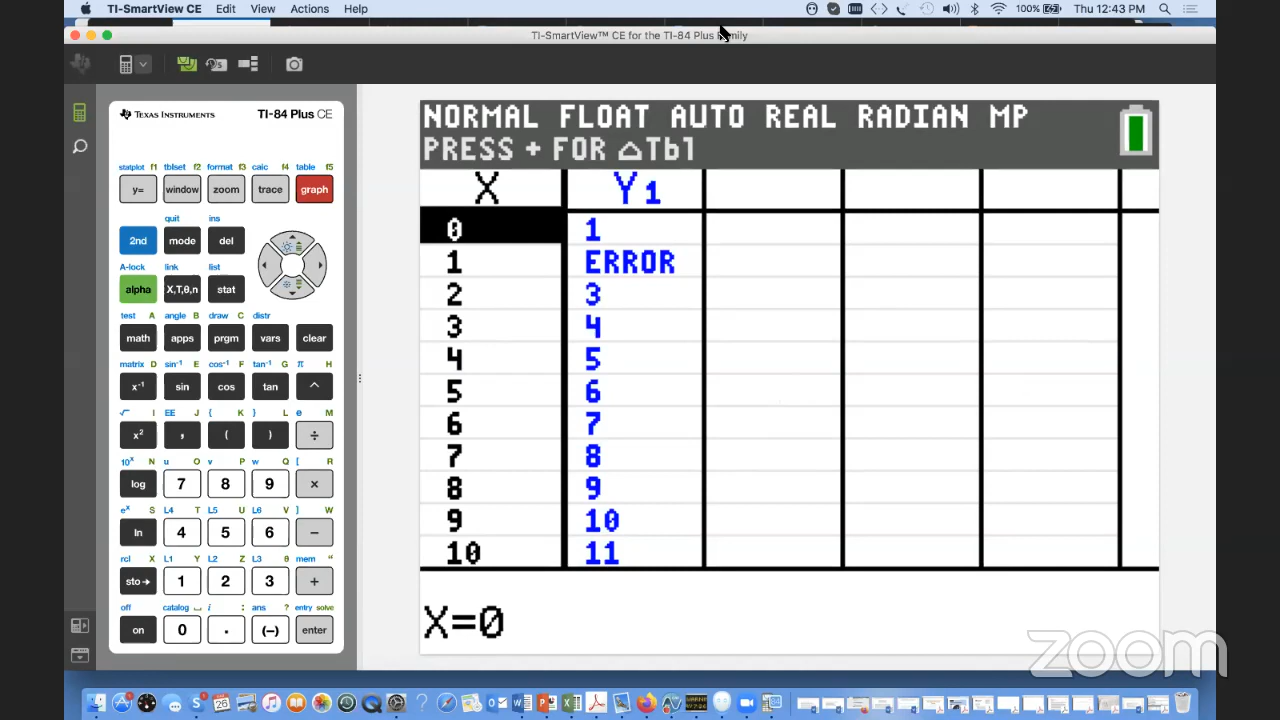 TI-SmartView CE Edit View Actions Help 100% Thu 12:43 PM
TI-SmartView™ CE for the TI-84 Plus Family
TEXAS INSTRUMENTS TI-84 Plus CE
statplot f1 tblset f2 format f3 calc f4 table f5
y= window zoom trace graph
quit ins
2nd mode del
A-lock link list
alpha X,T,θ,n stat
test A angle B draw C distr
math apps prgm vars clear
matrix D sin⁻¹ E cos⁻¹ F tan⁻¹ G π H
x⁻¹ sin cos tan ^
√ I EE J { K } L e M
x² , ( ) ÷
10ˣ N u O v P w Q [ R
log 7 8 9 ×
eˣ S L4 T L5 U L6 V ] W
ln 4 5 6 −
rcl X L1 Y L2 Z L3 θ mem "
sto→ 1 2 3 +
off catalog i : ans ? entry solve
on 0 . (−) enter
NORMAL FLOAT AUTO REAL RADIAN MP
PRESS + FOR △Tbl
X Y1
0 1
1 ERROR
2 3
3 4
4 5
5 6
6 7
7 8
8 9
9 10
10 11
X=0
zoom